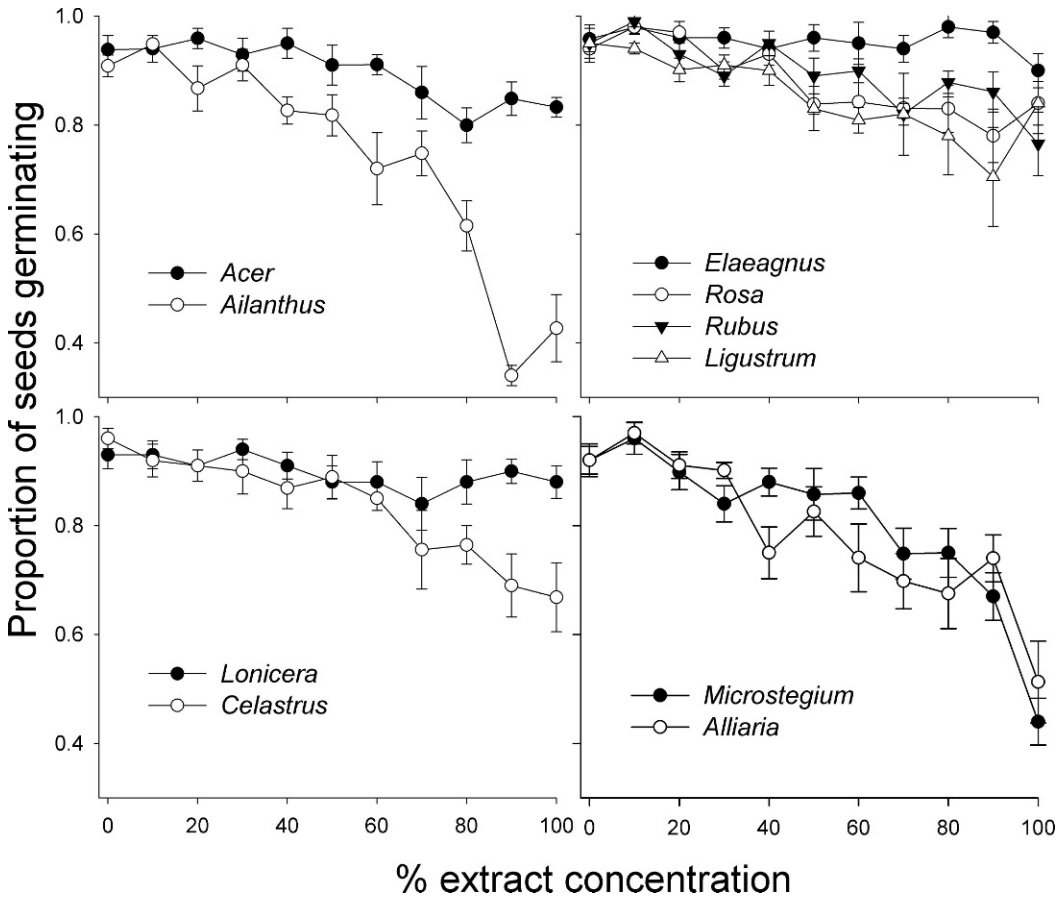 Proportion of seeds germinating
1.0
0.8
0.6
0.4
Acer
Ailanthus
Elaeagnus
Rosa
Rubus
Ligustrum
1.0
0.8
0.6
0.4
Lonicera
Celastrus
Microstegium
Alliaria
0 20 40 60 80 100
0 20 40 60 80 100
% extract concentration